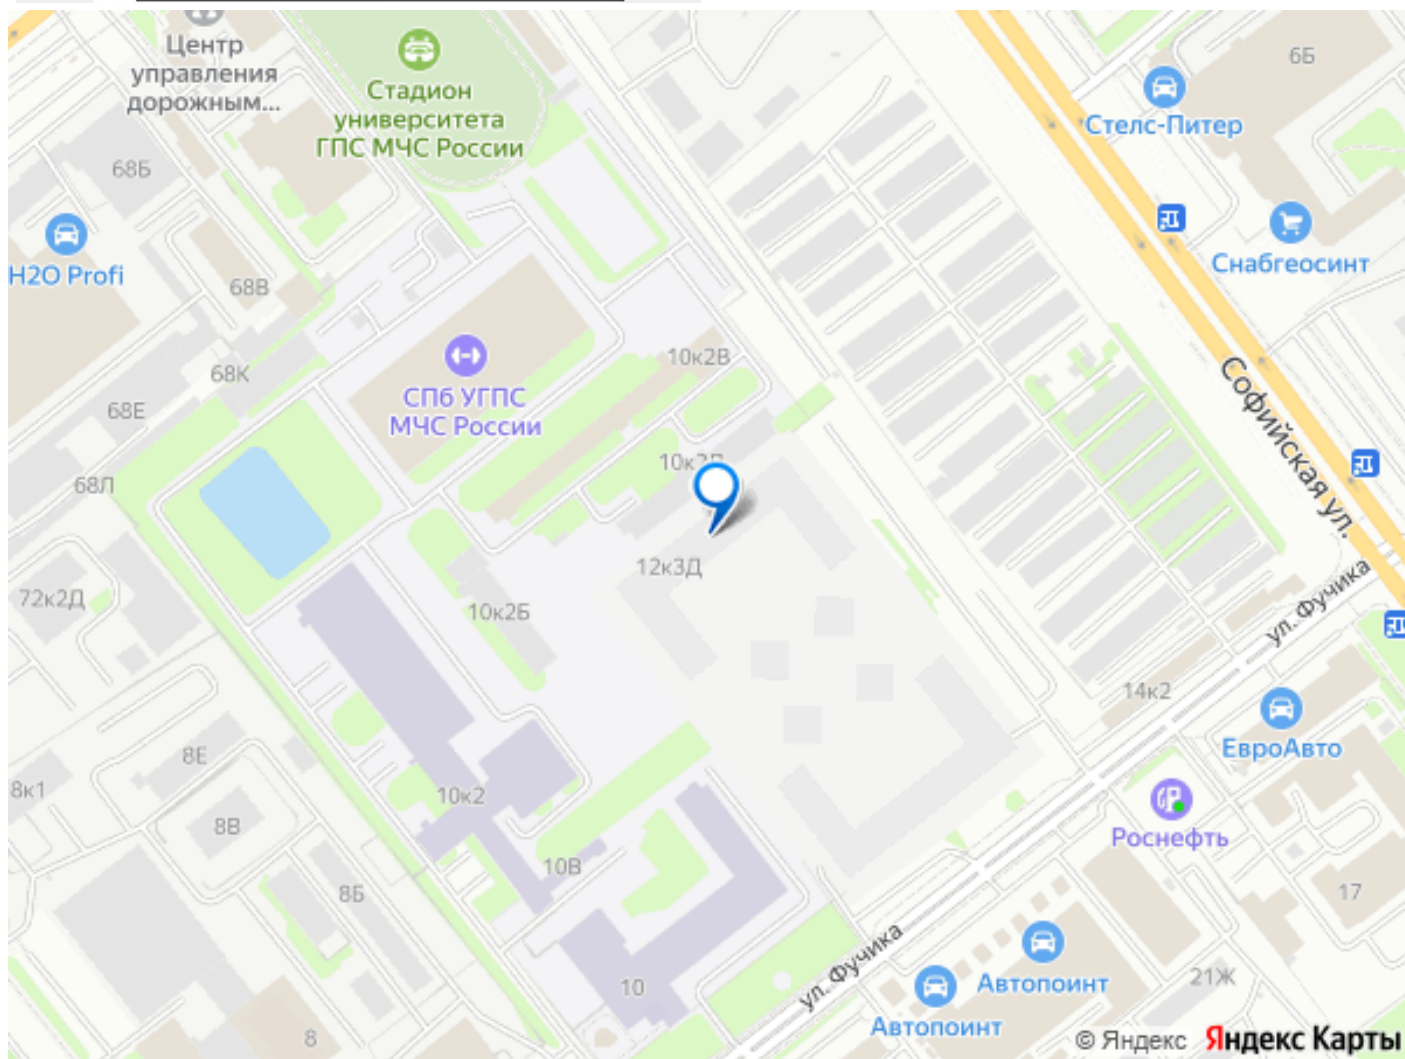 Центр
управления
дорожным...
Стадион
университета
ГПС МЧС России
6Б
Стелс-Питер
68Б
H2O Profi
Снабгеосинт
68В
10к2В
68К
СПб УГПС
МЧС России
68Е
Софийская ул.
68Л
12к3Д
72к2Д
10к2Б
ул. Фучика
14к2
ЕвроАвто
8Е
8к1
10к2
8В
Роснефть
10В
8Б
17
ул. Фучика
Автопоинт
21Ж
10
Автопоинт
8
© Яндекс Яндекс Карты